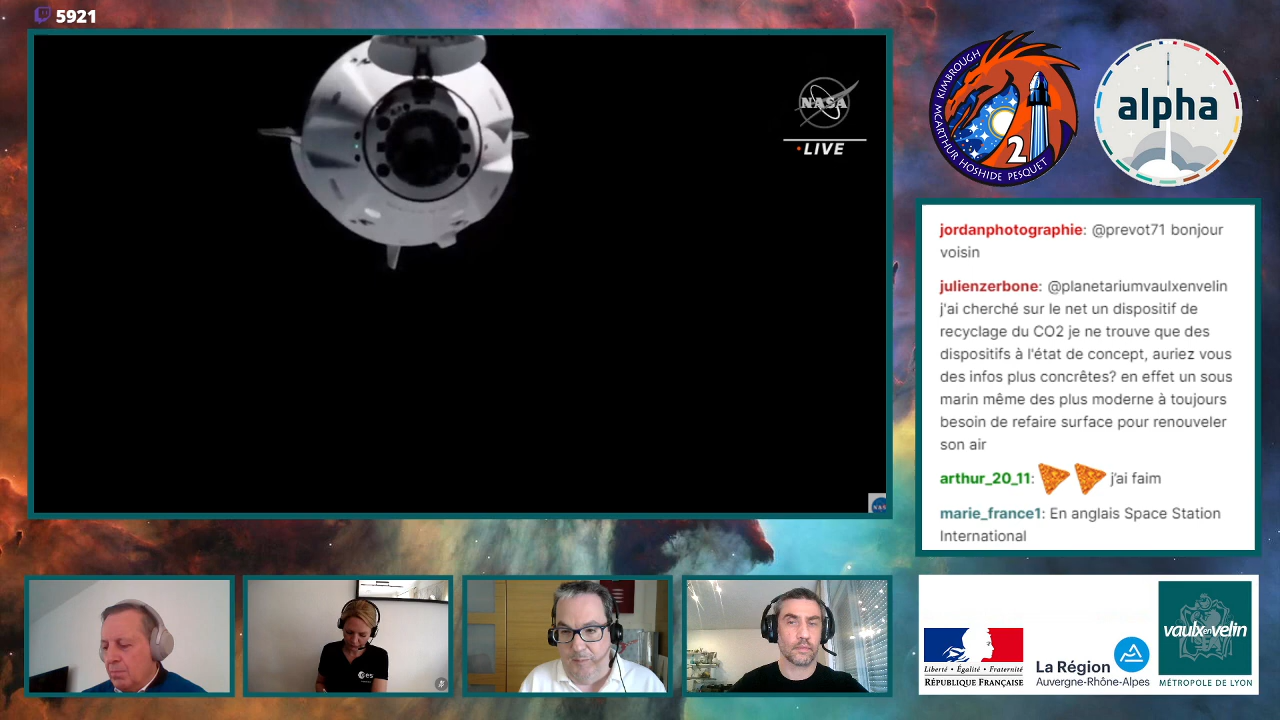 5921
NASA
LIVE
KIMBROUGH
MCARTHUR HOSHIDE PESQUET
2
alpha
jordanphotographie: @prevot71 bonjour
voisin
julienzerbone: @planetariumvaulxenvelin
j'ai cherché sur le net un dispositif de
recyclage du CO2 je ne trouve que des
dispositifs à l'état de concept, auriez vous
des infos plus concrêtes? en effet un sous
marin même des plus moderne à toujours
besoin de refaire surface pour renouveler
son air
arthur_20_11: j'ai faim
marie_france1: En anglais Space Station
International
esa
Liberté • Égalité • Fraternité
RÉPUBLIQUE FRANÇAISE
La Région
Auvergne-Rhône-Alpes
vaulx en velin
MÉTROPOLE DE LYON